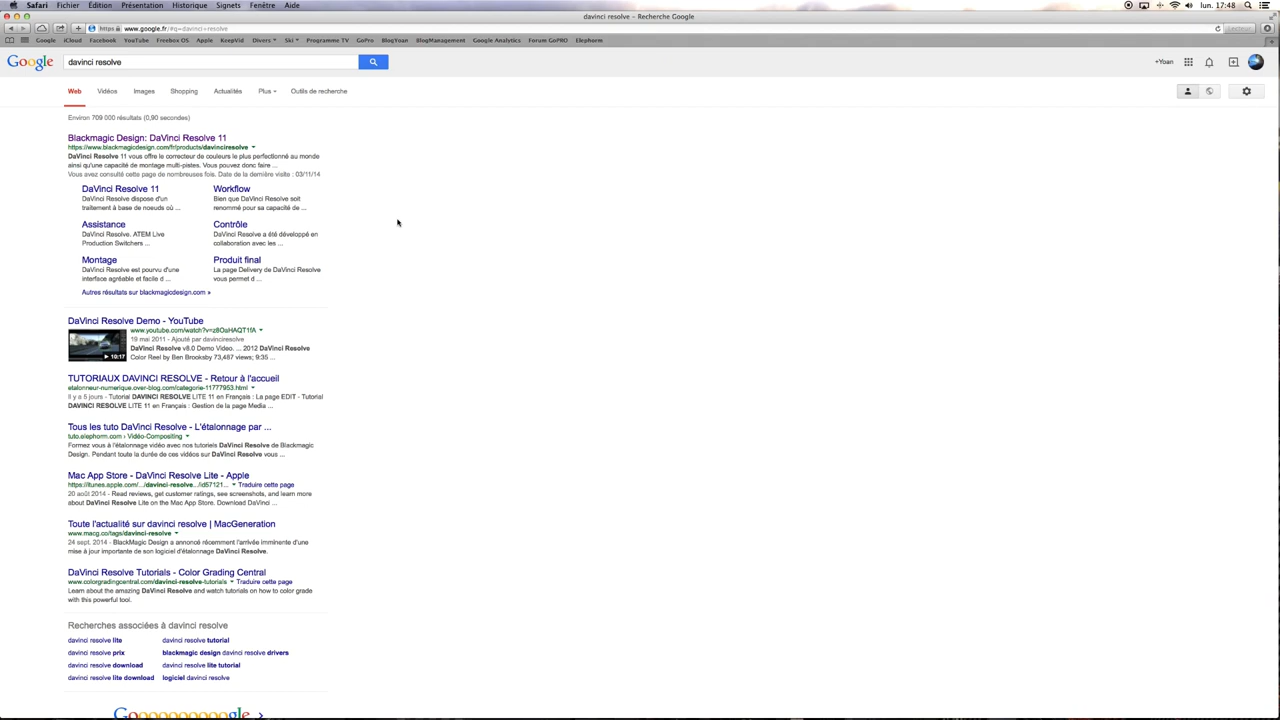 Safari Fichier Édition Présentation Historique Signets Fenêtre Aide lun. 17:48
davinci resolve – Recherche Google
https www.google.fr/#q=davinci+resolve Lecteur
Google iCloud Facebook YouTube Freebox OS Apple KeepVid Divers Ski Programme TV GoPro BlogYoan BlogManagement Google Analytics Forum GoPRO Elephorm
Google davinci resolve +Yoan
Web Vidéos Images Shopping Actualités Plus Outils de recherche
Environ 709 000 résultats (0,90 secondes)
Blackmagic Design: DaVinci Resolve 11
https://www.blackmagicdesign.com/fr/products/davinciresolve
DaVinci Resolve 11 vous offre le correcteur de couleurs le plus perfectionné au monde
ainsi qu'une capacité de montage multi-pistes. Vous pouvez donc faire ...
Vous avez consulté cette page de nombreuses fois. Date de la dernière visite : 03/11/14
DaVinci Resolve 11
DaVinci Resolve dispose d'un
traitement à base de noeuds où ...
Workflow
Bien que DaVinci Resolve soit
renommé pour sa capacité de ...
Assistance
DaVinci Resolve. ATEM Live
Production Switchers ...
Contrôle
DaVinci Resolve a été développé en
collaboration avec les ...
Montage
DaVinci Resolve est pourvu d'une
interface agréable et facile d ...
Produit final
La page Delivery de DaVinci Resolve
vous permet d ...
Autres résultats sur blackmagicdesign.com »
DaVinci Resolve Demo - YouTube
www.youtube.com/watch?v=z8OaHAQT1fA
19 mai 2011 - Ajouté par davinciresolve
DaVinci Resolve v8.0 Demo Video. ... 2012 DaVinci Resolve
Color Reel by Ben Brooksby 73,487 views; 9:35 ...
10:17
TUTORIAUX DAVINCI RESOLVE - Retour à l'accueil
etalonneur-numerique.over-blog.com/categorie-11777953.html
Il y a 5 jours - Tutorial DAVINCI RESOLVE LITE 11 en Français : La page EDIT - Tutorial
DAVINCI RESOLVE LITE 11 en Français : Gestion de la page Media ...
Tous les tuto DaVinci Resolve - L'étalonnage par ...
tuto.elephorm.com › Vidéo-Compositing
Formez vous à l'étalonnage vidéo avec nos tutoriels DaVinci Resolve de Blackmagic
Design. Pendant toute la durée de ces vidéos sur DaVinci Resolve vous ...
Mac App Store - DaVinci Resolve Lite - Apple
https://itunes.apple.com/.../davinci-resolve.../id57121... Traduire cette page
20 août 2014 - Read reviews, get customer ratings, see screenshots, and learn more
about DaVinci Resolve Lite on the Mac App Store. Download DaVinci ...
Toute l'actualité sur davinci resolve | MacGeneration
www.macg.co/tags/davinci-resolve
24 sept. 2014 - BlackMagic Design a annoncé récemment l'arrivée imminente d'une
mise à jour importante de son logiciel d'étalonnage DaVinci Resolve.
DaVinci Resolve Tutorials - Color Grading Central
www.colorgradingcentral.com/davinci-resolve-tutorials Traduire cette page
Learn about the amazing DaVinci Resolve and watch tutorials on how to color grade
with this powerful tool.
Recherches associées à davinci resolve
davinci resolve lite davinci resolve tutorial
davinci resolve prix blackmagic design davinci resolve drivers
davinci resolve download davinci resolve lite tutorial
davinci resolve lite download logiciel davinci resolve
Goooooooooogle